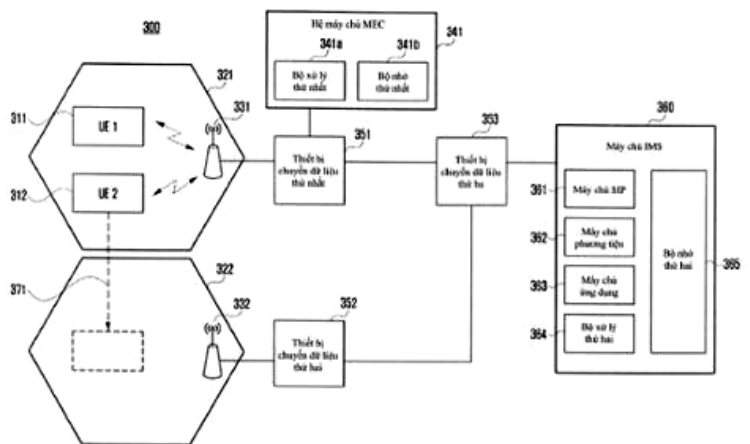 300
Hệ máy chủ MEC
341a
341b
341
Bộ xử lý
thứ nhất
Bộ nhớ
thứ nhất
321
331
311
UE 1
312
UE 2
351
Thiết bị
chuyển dữ liệu
thứ nhất
353
Thiết bị
chuyển dữ liệu
thứ ba
360
Máy chủ IMS
361
Máy chủ SIP
362
Máy chủ
phương tiện
363
Máy chủ
ứng dụng
364
Bộ xử lý
thứ hai
Bộ nhớ
thứ hai
365
371
322
332
352
Thiết bị
chuyển dữ liệu
thứ hai